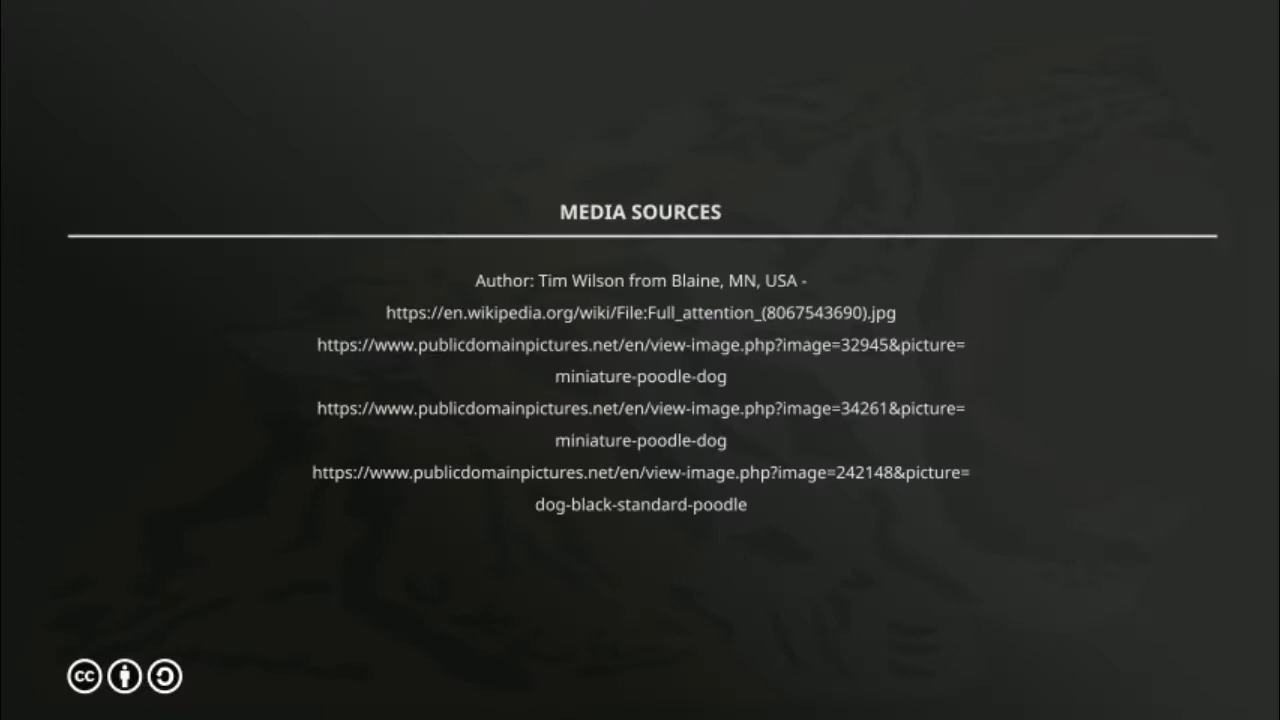 MEDIA SOURCES
Author: Tim Wilson from Blaine, MN, USA -
https://en.wikipedia.org/wiki/File:Full_attention_(8067543690).jpg
https://www.publicdomainpictures.net/en/view-image.php?image=32945&picture=
miniature-poodle-dog
https://www.publicdomainpictures.net/en/view-image.php?image=34261&picture=
miniature-poodle-dog
https://www.publicdomainpictures.net/en/view-image.php?image=242148&picture=
dog-black-standard-poodle
cc